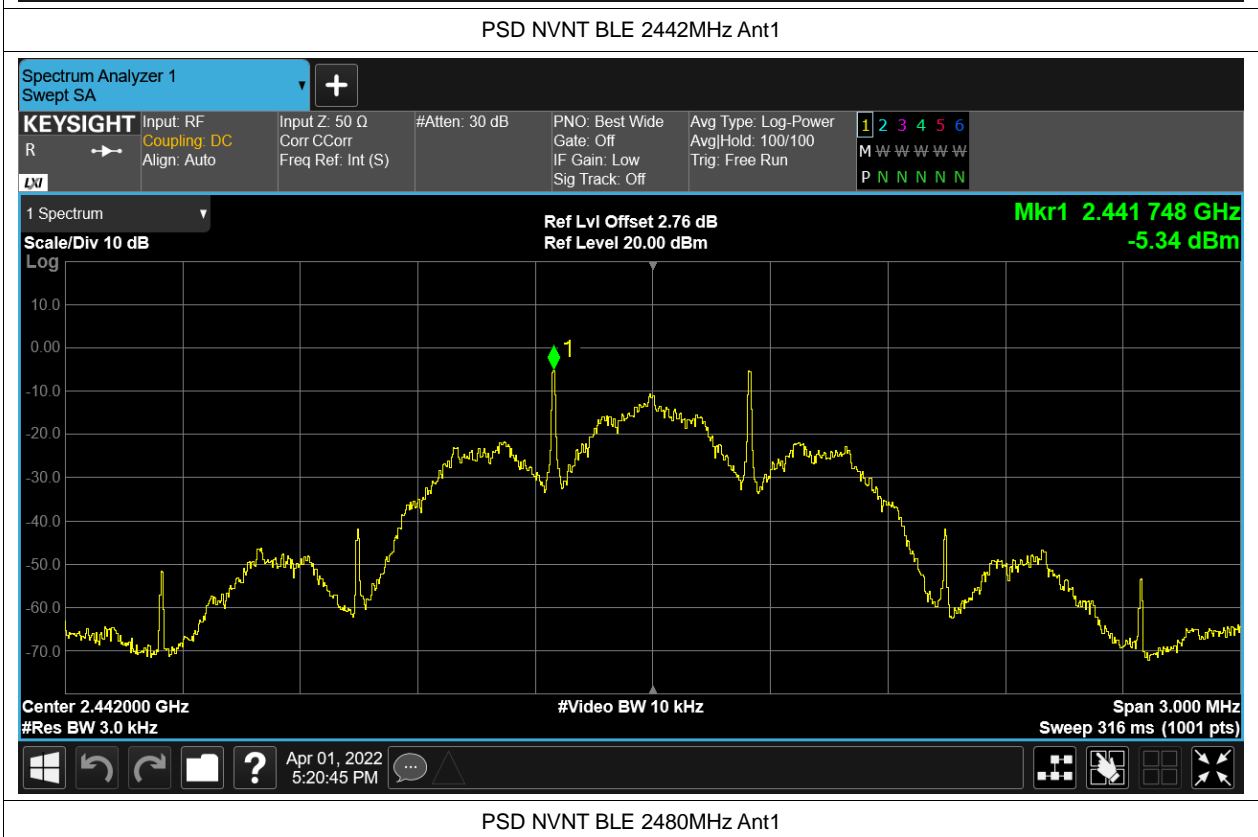 PSD NVNT BLE 2442MHz Ant1
Spectrum Analyzer 1
Swept SA
KEYSIGHT Input: RF Input Z: 50 Ω #Atten: 30 dB PNO: Best Wide Avg Type: Log-Power 1 2 3 4 5 6
R Coupling: DC Corr CCorr Gate: Off Avg|Hold: 100/100 M W W W W W
Align: Auto Freq Ref: Int (S) IF Gain: Low Trig: Free Run
LXI Sig Track: Off P N N N N N
1 Spectrum Ref Lvl Offset 2.76 dB Mkr1 2.441 748 GHz
Scale/Div 10 dB Ref Level 20.00 dBm -5.34 dBm
Log
10.0
0.00
1
-10.0
-20.0
-30.0
-40.0
-50.0
-60.0
-70.0
Center 2.442000 GHz #Video BW 10 kHz Span 3.000 MHz
#Res BW 3.0 kHz Sweep 316 ms (1001 pts)
? Apr 01, 2022
5:20:45 PM
PSD NVNT BLE 2480MHz Ant1